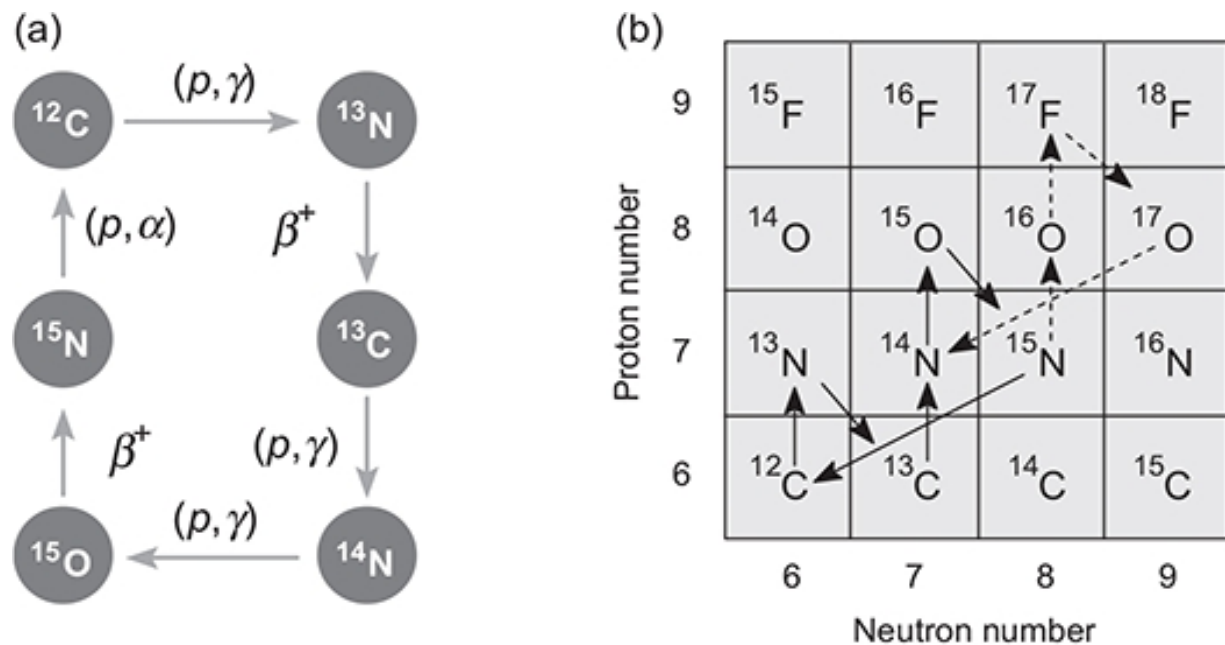 (a)
(p, γ)
¹²C
¹³N
(p, α)
β⁺
¹⁵N
¹³C
β⁺
(p, γ)
(p, γ)
¹⁵O
¹⁴N
(b)
9
¹⁵F
¹⁶F
¹⁷F
¹⁸F
8
¹⁴O
¹⁵O
¹⁶O
¹⁷O
7
¹³N
¹⁴N
¹⁵N
¹⁶N
6
¹²C
¹³C
¹⁴C
¹⁵C
6
7
8
9
Proton number
Neutron number